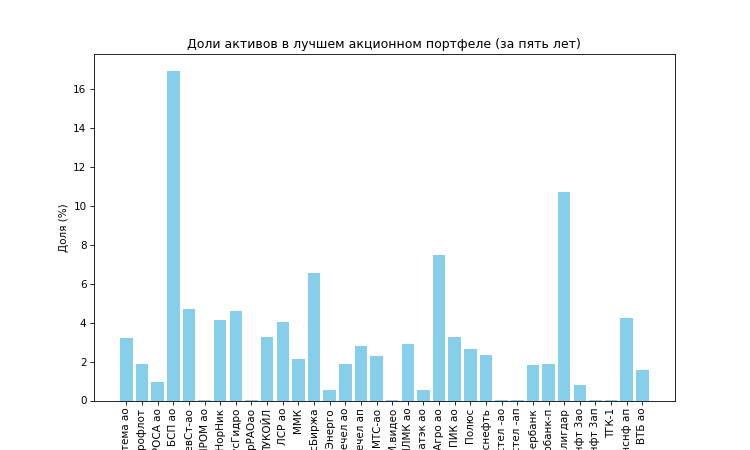 Доли активов в лучшем акционном портфеле (за пять лет)
Доля (%)
16
14
12
10
8
6
4
2
0
тема ао
рофлот
РОСА ао
БСП ао
евСт-ао
ПРОМ ао
НорНик
сГидро
рРАОао
ЛУКОЙЛ
ЛСР ао
ММК
сБиржа
Энерго
ечел ао
ечел ап
МТС-ао
М.видео
ЛМК ао
атэк ао
Агро ао
ПИК ао
Полюс
снефть
стел -ао
стел -ап
ербанк
рбанк-п
лигдар
нфт 3ао
нфт 3ап
ТГК-1
нснф ап
ВТБ ао